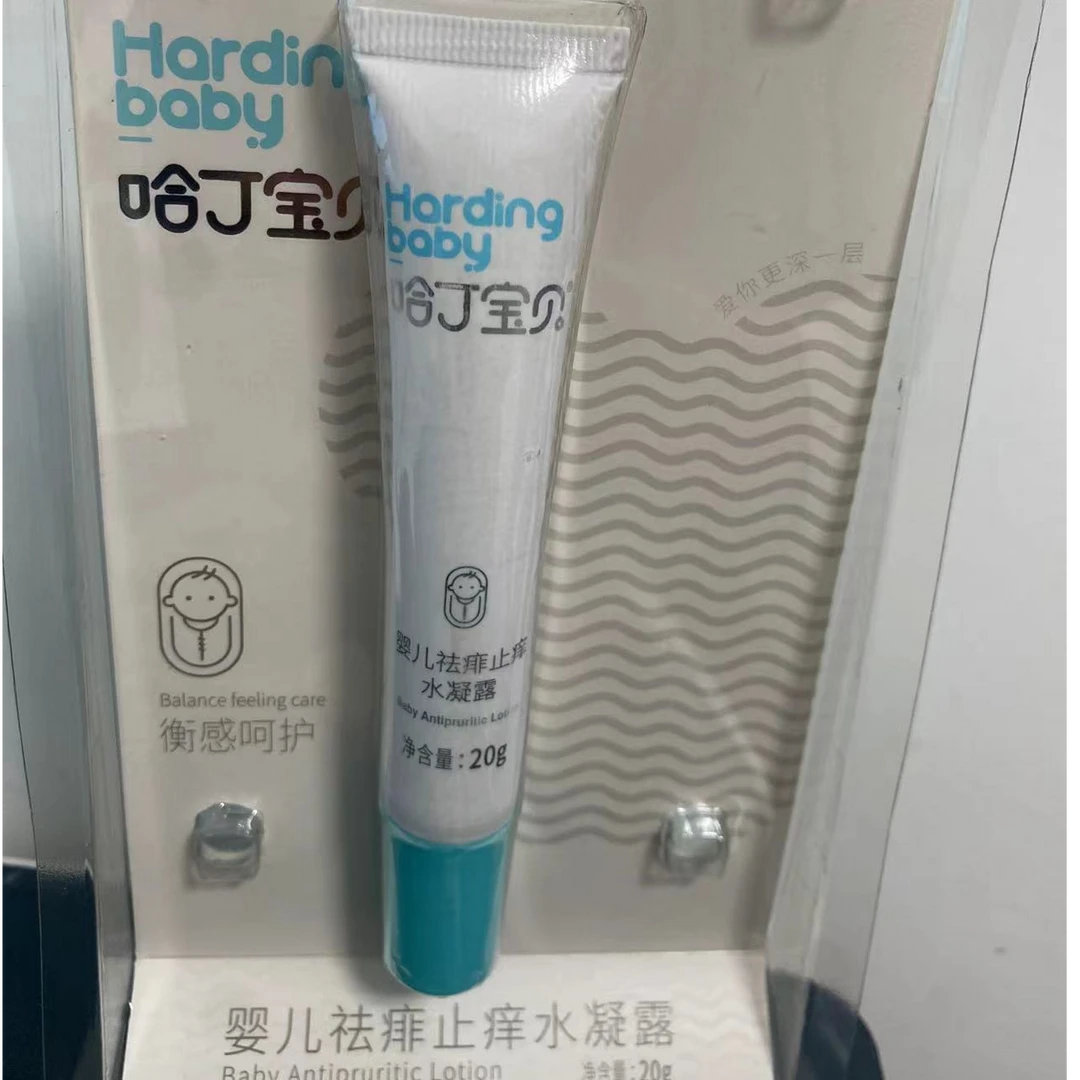 Harding
baby
哈丁宝贝
Harding
baby
哈丁宝贝
爱你更深一层
Balance feeling care
衡感呵护
婴儿祛痱止痒
水凝露
Baby Antipruritic Lotion
净含量:20g
婴儿祛痱止痒水凝露
Baby Antipruritic Lotion
净含量:20g